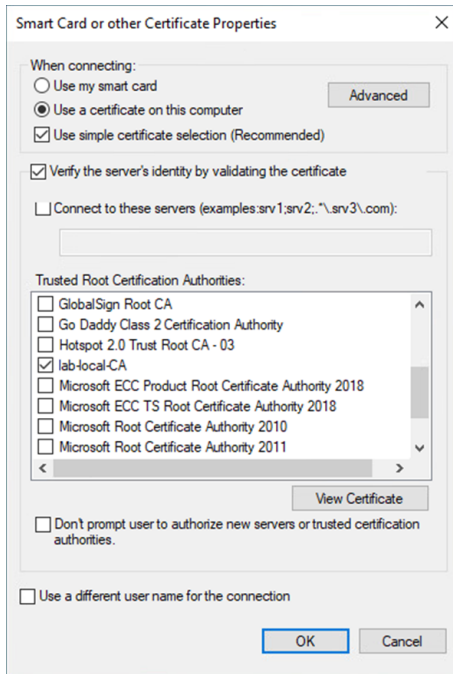 Smart Card or other Certificate Properties
When connecting:
Use my smart card
Advanced
Use a certificate on this computer
Use simple certificate selection (Recommended)
Verify the server's identity by validating the certificate
Connect to these servers (examples:srv1;srv2;.*\.srv3\.com):
Trusted Root Certification Authorities:
GlobalSign Root CA
Go Daddy Class 2 Certification Authority
Hotspot 2.0 Trust Root CA - 03
lab-local-CA
Microsoft ECC Product Root Certificate Authority 2018
Microsoft ECC TS Root Certificate Authority 2018
Microsoft Root Certificate Authority 2010
Microsoft Root Certificate Authority 2011
View Certificate
Don't prompt user to authorize new servers or trusted certification
authorities.
Use a different user name for the connection
OK
Cancel